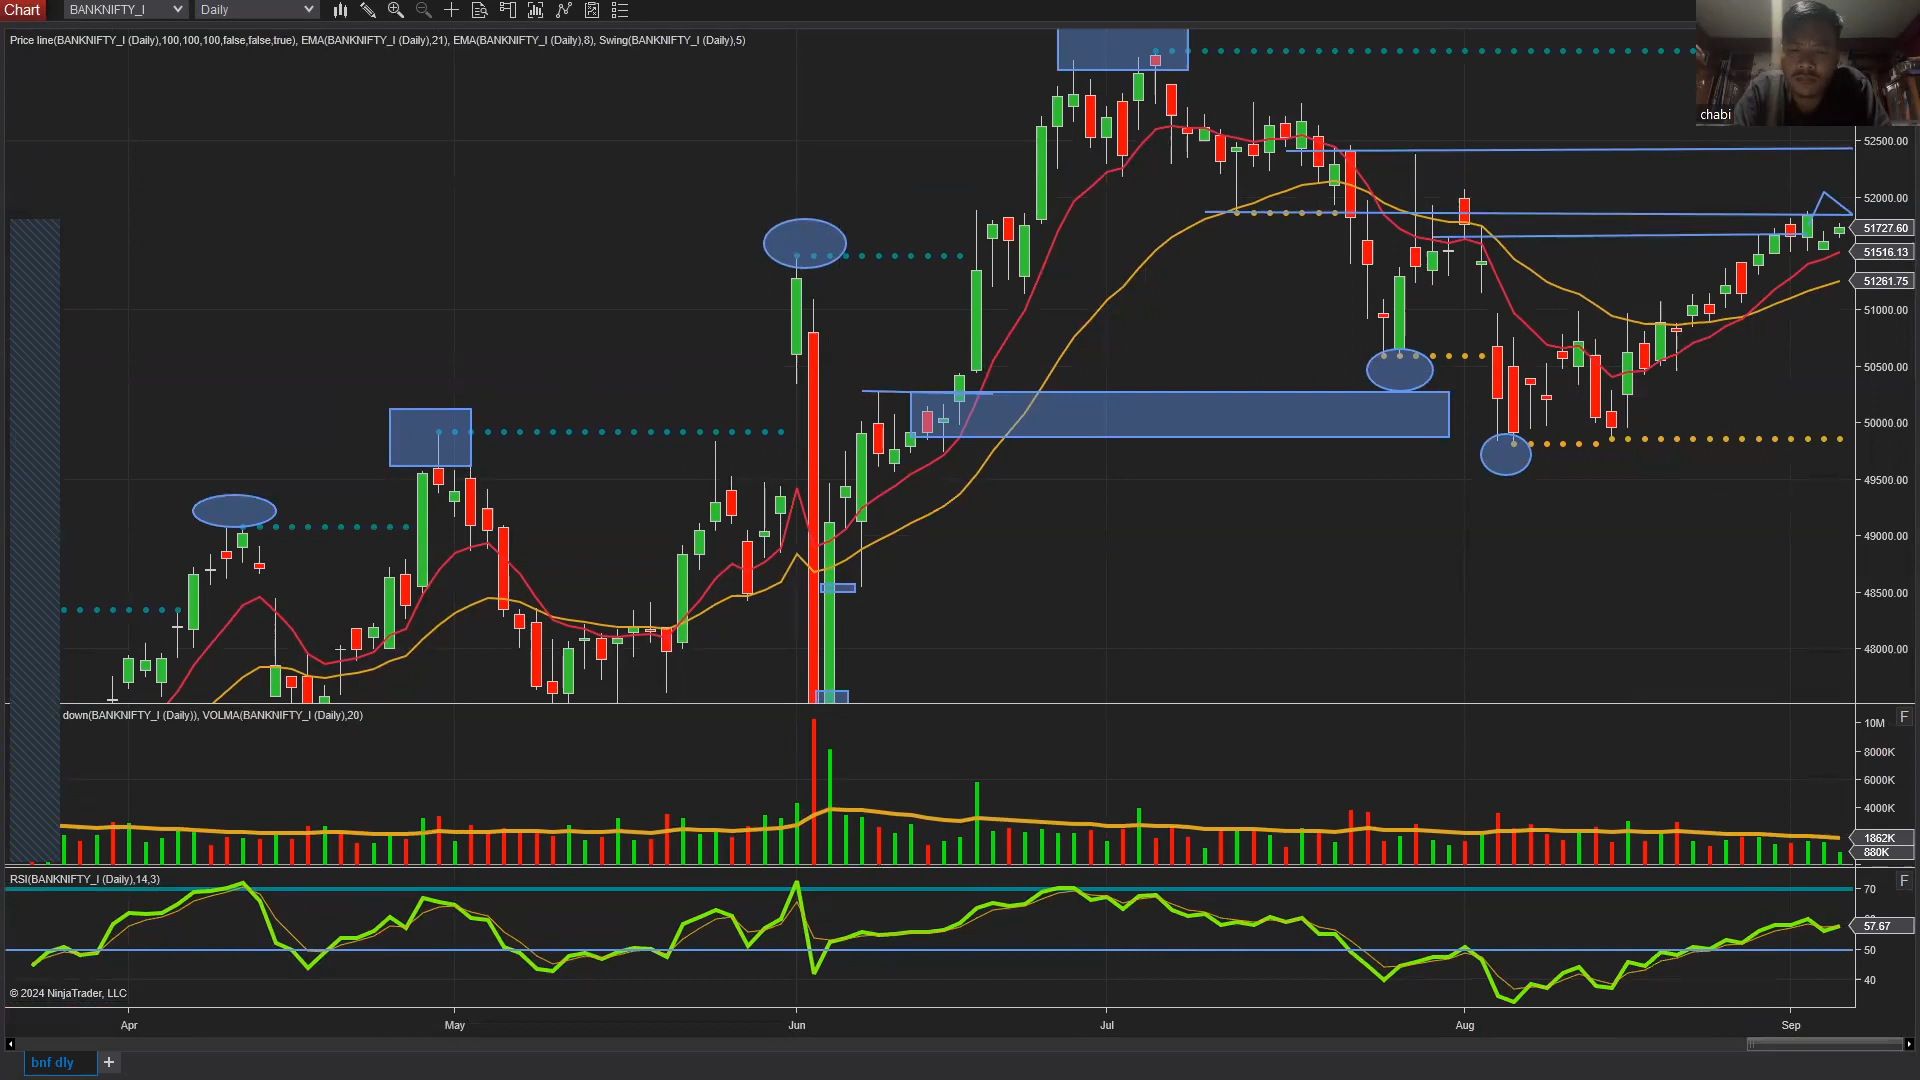 Chart
BANKNIFTY_I
Daily
Price line(BANKNIFTY_I (Daily),100,100,100,false,false,true), EMA(BANKNIFTY_I (Daily),21), EMA(BANKNIFTY_I (Daily),8), Swing(BANKNIFTY_I (Daily),5)
chabi
52500.00
52000.00
51727.60
51516.13
51261.75
51000.00
50500.00
50000.00
49500.00
49000.00
48500.00
48000.00
down(BANKNIFTY_I (Daily)), VOLMA(BANKNIFTY_I (Daily),20)
F
10M
8000K
6000K
4000K
1862K
880K
RSI(BANKNIFTY_I (Daily),14,3)
F
70
57.67
50
40
© 2024 NinjaTrader, LLC
Apr
May
Jun
Jul
Aug
Sep
bnf dly
+